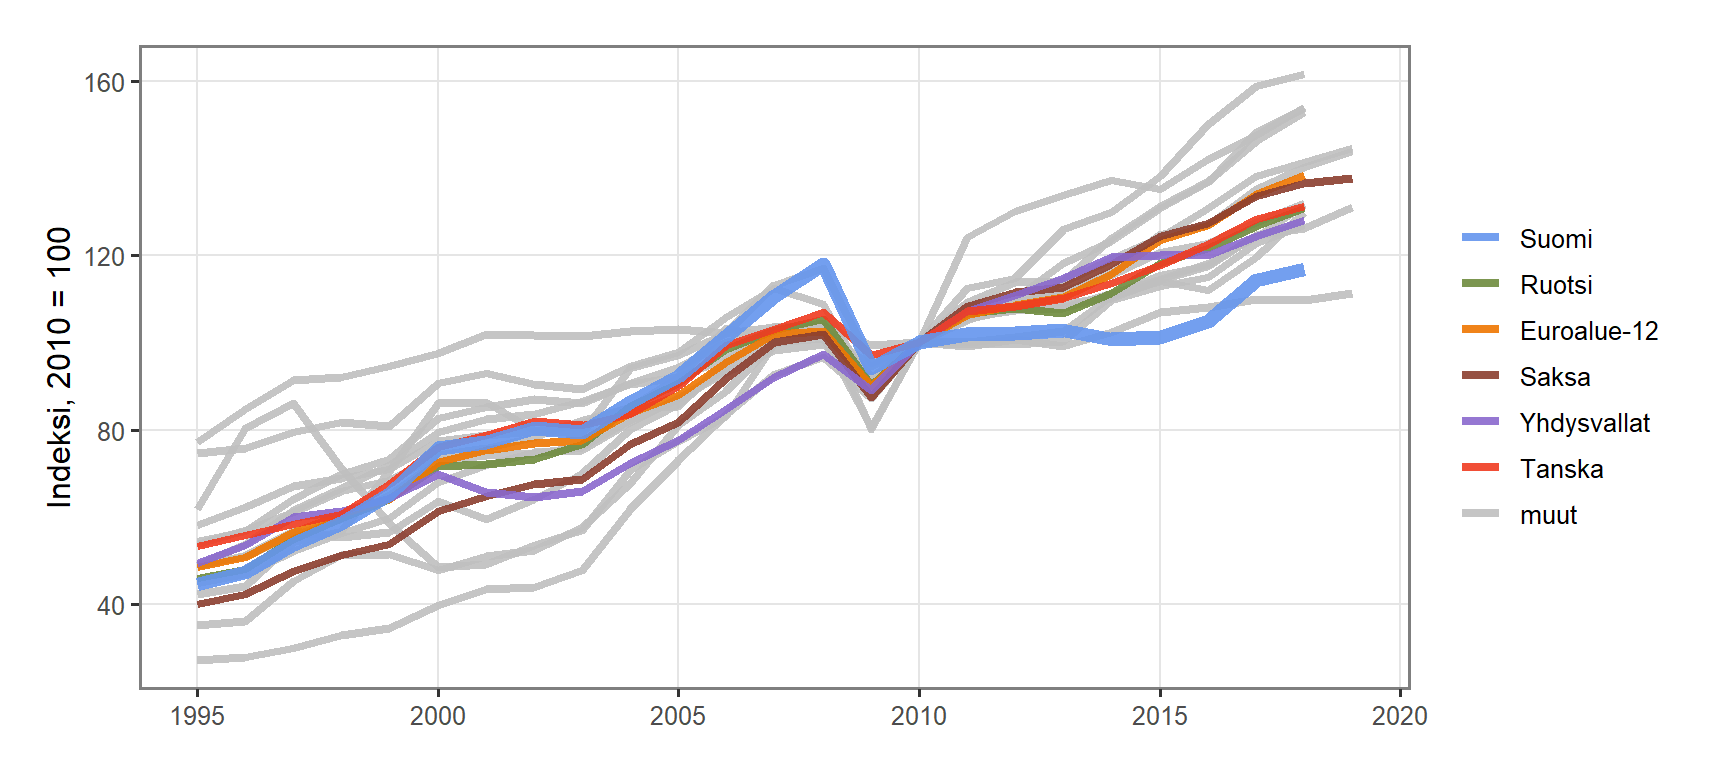 Indeksi, 2010 = 100
160
120
80
40
1995 2000 2005 2010 2015 2020
Suomi
Ruotsi
Euroalue-12
Saksa
Yhdysvallat
Tanska
muut